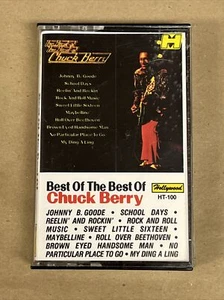 Best Of The Best Of
Chuck Berry
Johnny B. Goode
School Days
Reelin' And Rockin'
Rock And Roll Music
Sweet Little Sixteen
Maybelline
Roll Over Beethoven
Brown Eyed Handsome Man
No Particular Place To Go
My Ding A Ling
Best Of The Best Of
Chuck Berry
Hollywood
HT-100
JOHNNY B. GOODE • SCHOOL DAYS •
REELIN' AND ROCKIN' • ROCK AND ROLL
MUSIC • SWEET LITTLE SIXTEEN •
MAYBELLINE • ROLL OVER BEETHOVEN •
BROWN EYED HANDSOME MAN • NO
PARTICULAR PLACE TO GO • MY DING A LING